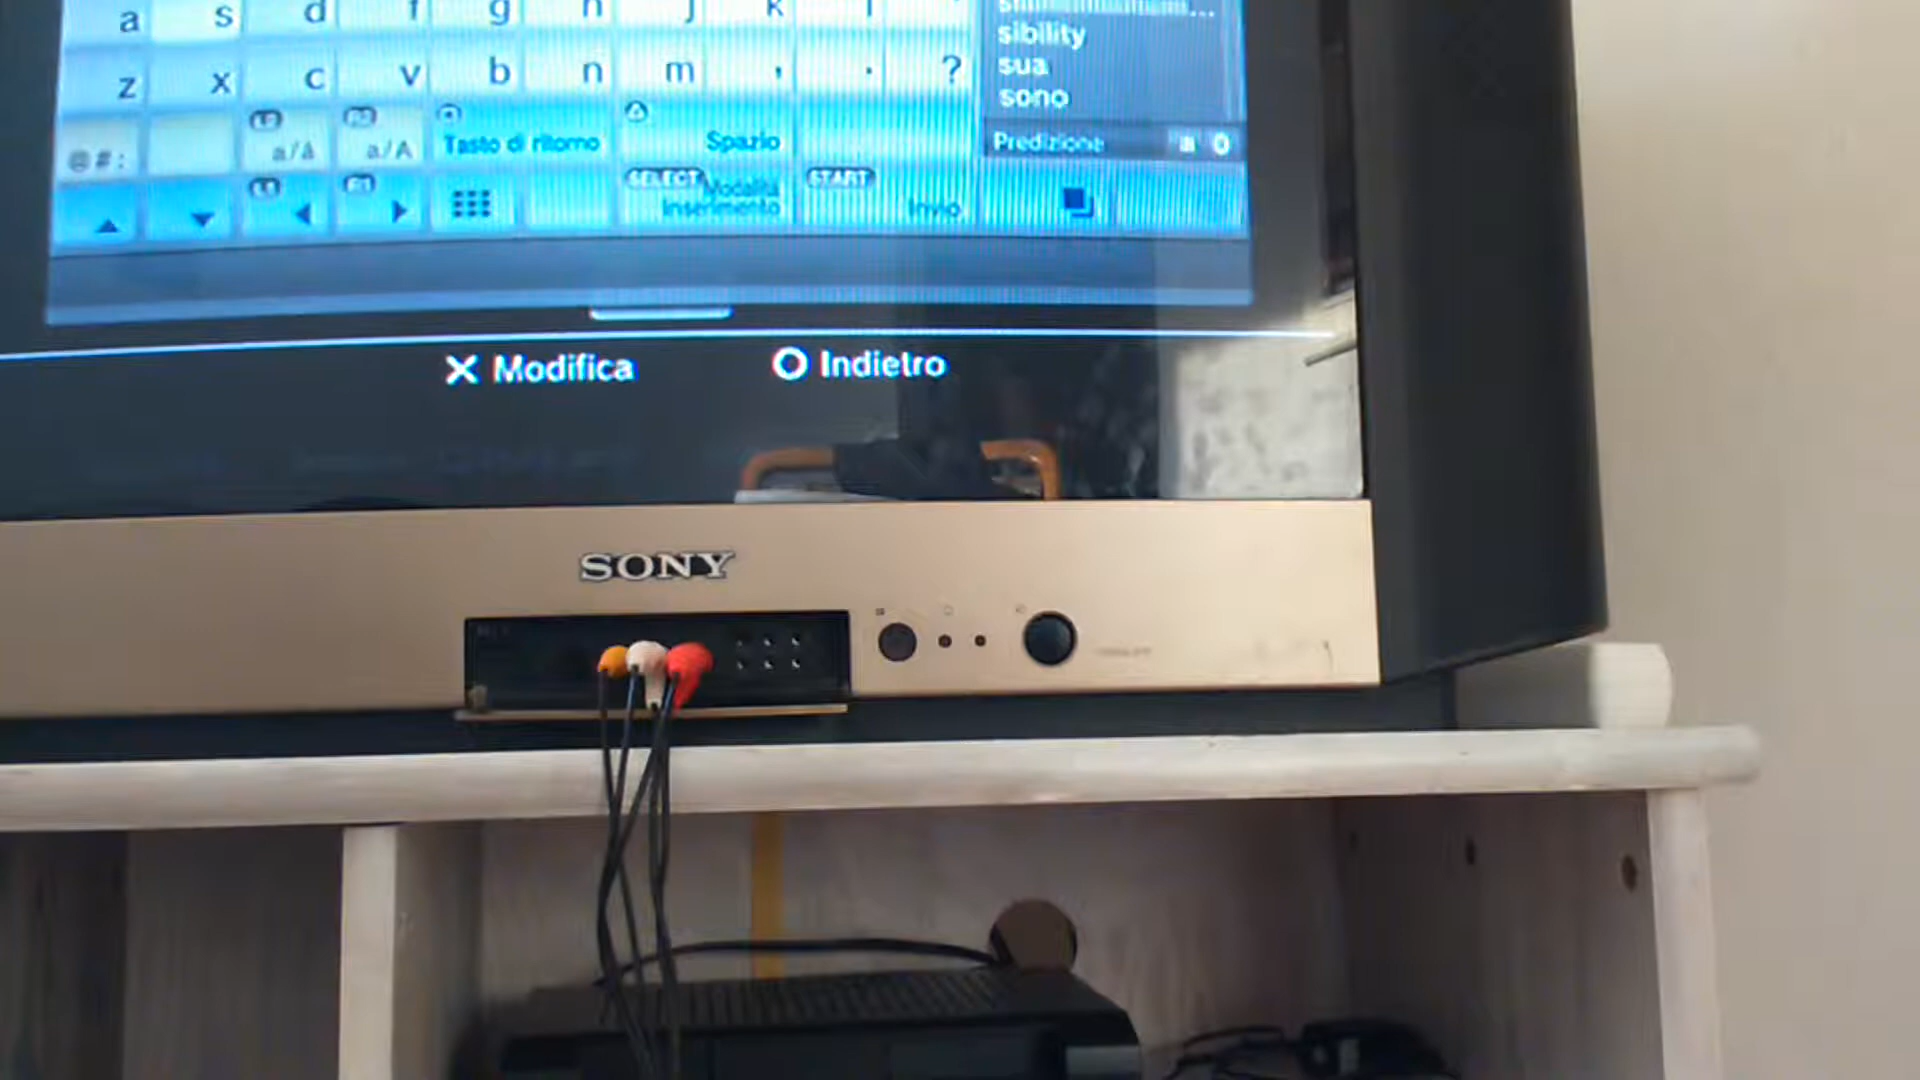 a s d f g h j k l
sibility
z x c v b n m , . ?
sua
sono
@#: a/A a/A Tasto di ritorno Spazio
Predizione
SELECT Modalità Inserimento START Invio
X Modifica O Indietro
SONY